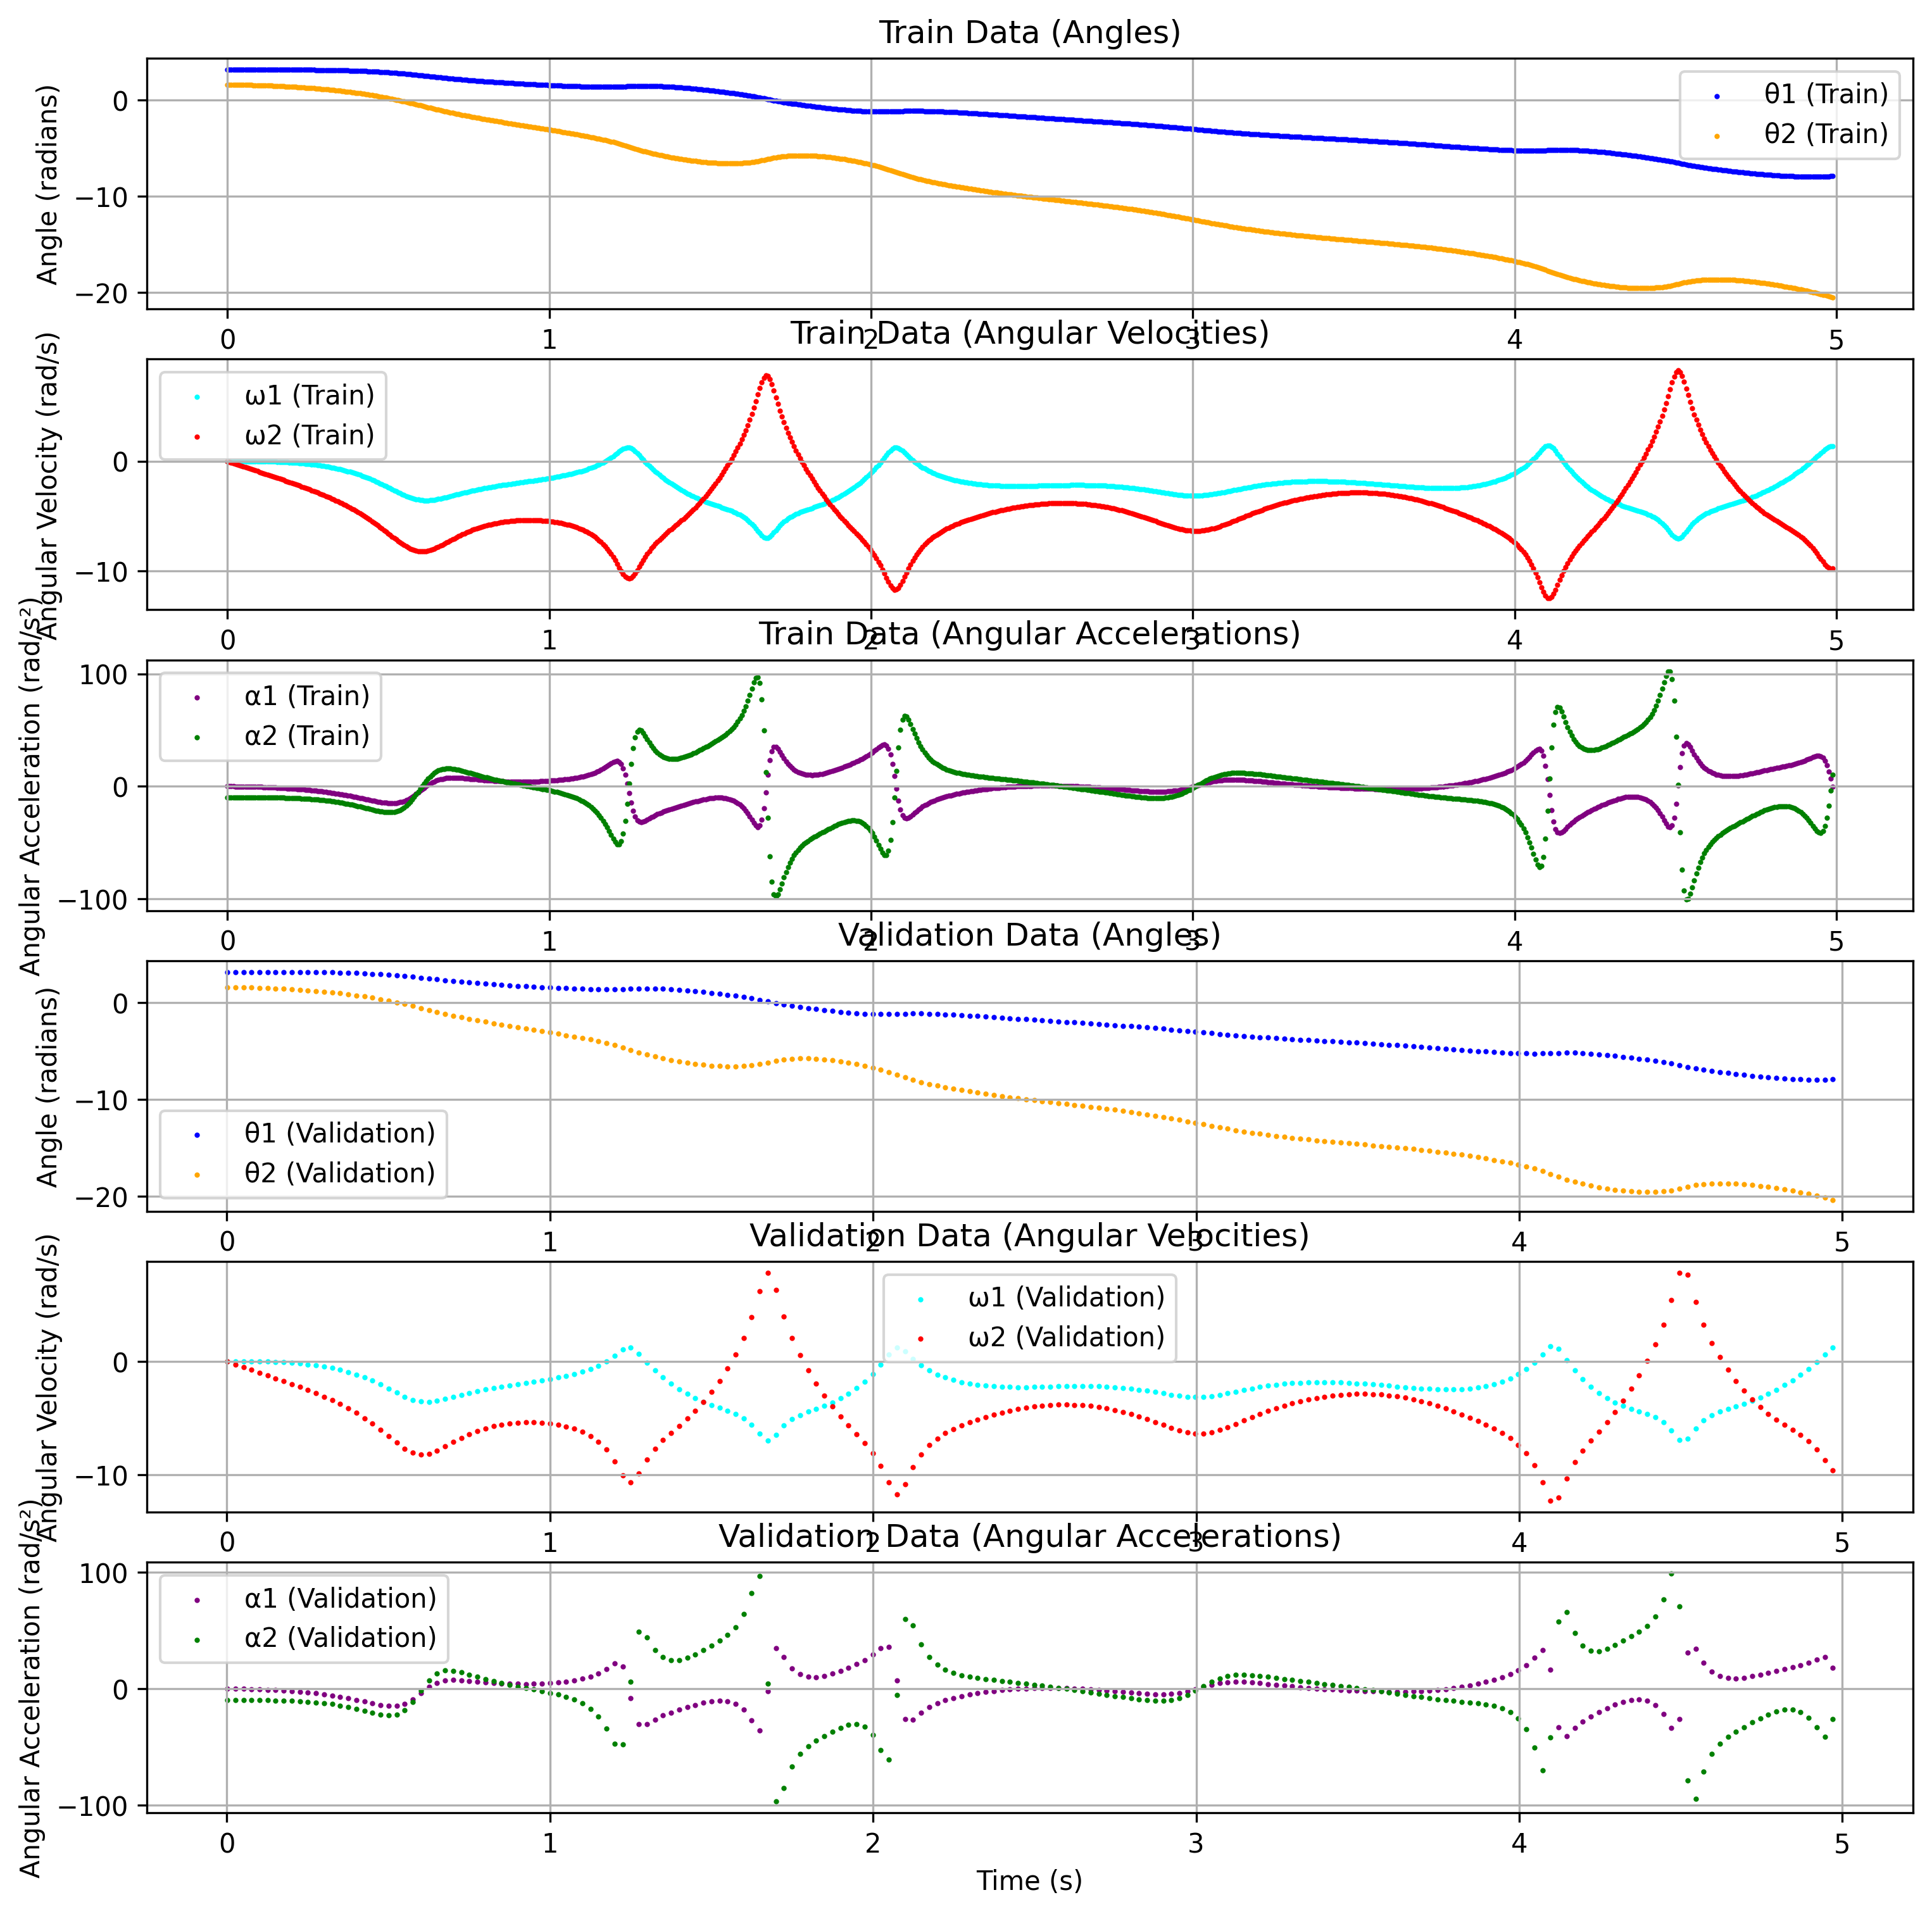 Train Data (Angles)
Angle (radians)
0
−10
−20
θ1 (Train)
θ2 (Train)
0 1 2 3 4 5
Train Data (Angular Velocities)
Angular Velocity (rad/s)
0
−10
ω1 (Train)
ω2 (Train)
0 1 2 3 4 5
Train Data (Angular Accelerations)
Angular Acceleration (rad/s²)
100
0
−100
α1 (Train)
α2 (Train)
0 1 2 3 4 5
Validation Data (Angles)
Angle (radians)
0
−10
−20
θ1 (Validation)
θ2 (Validation)
0 1 2 3 4 5
Validation Data (Angular Velocities)
Angular Velocity (rad/s)
0
−10
ω1 (Validation)
ω2 (Validation)
0 1 2 3 4 5
Validation Data (Angular Accelerations)
Angular Acceleration (rad/s²)
100
0
−100
α1 (Validation)
α2 (Validation)
0 1 2 3 4 5
Time (s)